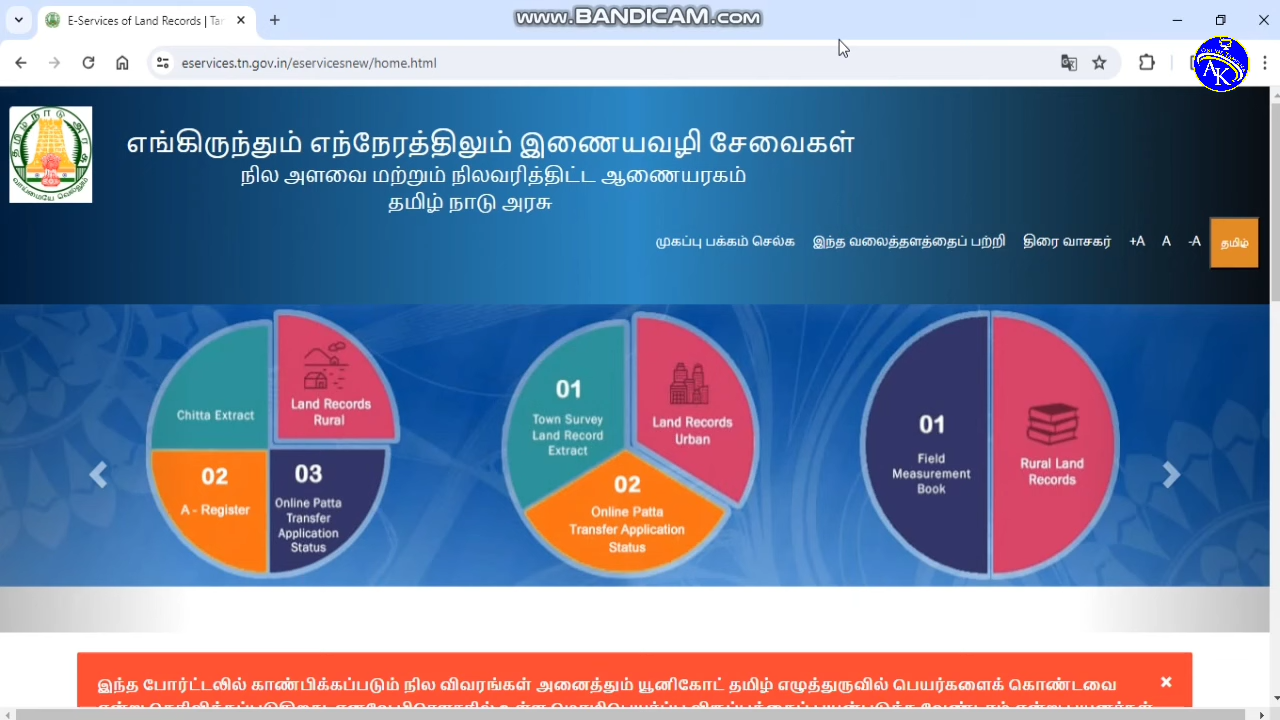 E-Services of Land Records | Tar
www.BANDICAM.com
eservices.tn.gov.in/eservicesnew/home.html
AK
எங்கிருந்தும் எந்நேரத்திலும் இணையவழி சேவைகள்
நில அளவை மற்றும் நிலவரித்திட்ட ஆணையரகம்
தமிழ் நாடு அரசு
முகப்பு பக்கம் செல்க இந்த வலைத்தளத்தைப் பற்றி திரை வாசகர் +A A -A தமிழ்
Chitta Extract
Land Records
Rural
02
A - Register
03
Online Patta
Transfer
Application
Status
01
Town Survey
Land Record
Extract
Land Records
Urban
02
Online Patta
Transfer Application
Status
01
Field
Measurement
Book
Rural Land
Records
இந்த போர்ட்டலில் காண்பிக்கப்படும் நில விவரங்கள் அனைத்தும் யூனிகோட் தமிழ் எழுத்துருவில் பெயர்களைக் கொண்டவை